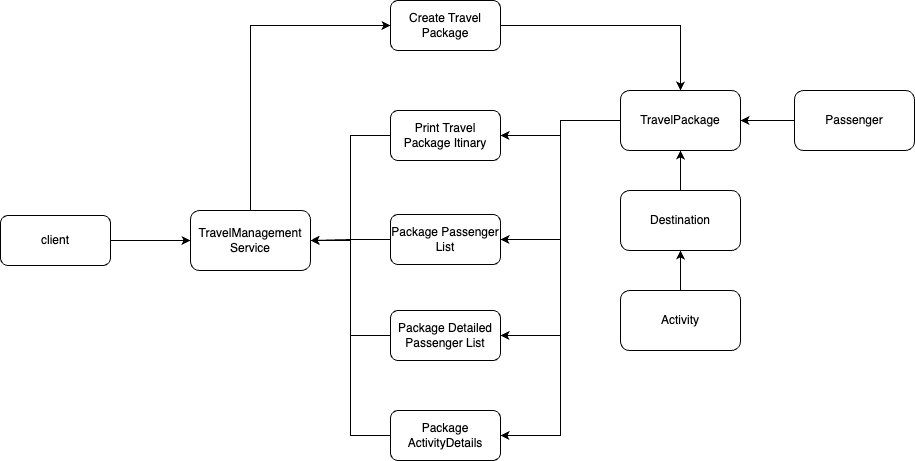 Create Travel
Package
TravelPackage
Passenger
Print Travel
Package Itinary
client
TravelManagement
Service
Package Passenger
List
Destination
Package Detailed
Passenger List
Activity
Package
ActivityDetails